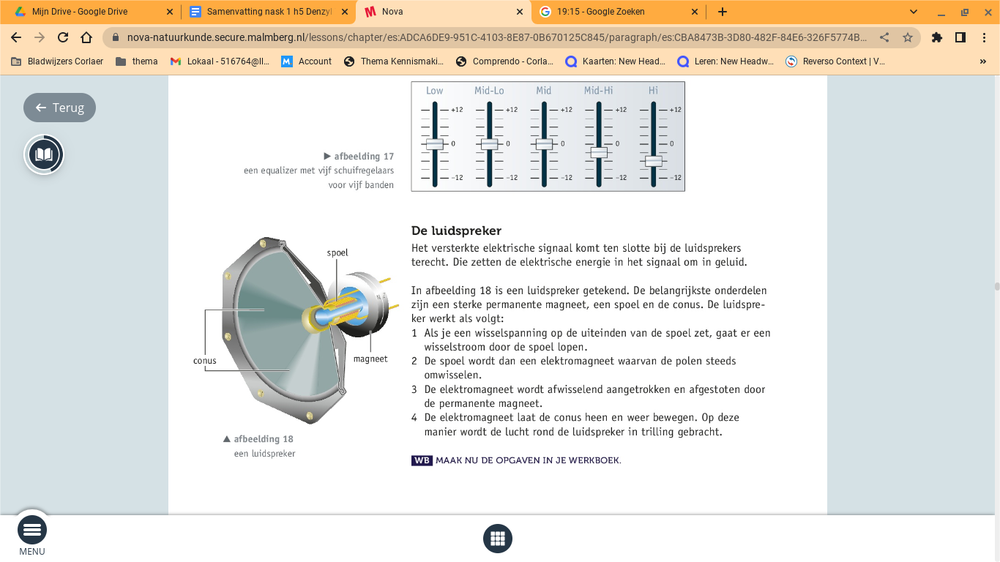 Mijn Drive - Google Drive
Samenvatting nask 1 h5 Denzyl
Nova
19:15 - Google Zoeken
nova-natuurkunde.secure.malmberg.nl/lessons/chapter/es:ADCA6DE9-951C-4103-8E87-0B670125C845/paragraph/es:CBA8473B-3D80-482F-84E6-326F5774B...
Bladwijzers Corlaer
thema
Lokaal - 516764@ll...
Account
Thema Kennismaki...
Comprendo - Corla...
Kaarten: New Head...
Leren: New Headw...
Reverso Context | V...
Terug
Low Mid-Lo Mid Mid-Hi Hi
+12 +12 +12 +12 +12
0 0 0 0 0
-12 -12 -12 -12 -12
▶ afbeelding 17
een equalizer met vijf schuifregelaars
voor vijf banden
De luidspreker
Het versterkte elektrische signaal komt ten slotte bij de luidsprekers
terecht. Die zetten de elektrische energie in het signaal om in geluid.
In afbeelding 18 is een luidspreker getekend. De belangrijkste onderdelen
zijn een sterke permanente magneet, een spoel en de conus. De luidspre-
ker werkt als volgt:
1 Als je een wisselspanning op de uiteinden van de spoel zet, gaat er een
wisselstroom door de spoel lopen.
2 De spoel wordt dan een elektromagneet waarvan de polen steeds
omwisselen.
3 De elektromagneet wordt afwisselend aangetrokken en afgestoten door
de permanente magneet.
4 De elektromagneet laat de conus heen en weer bewegen. Op deze
manier wordt de lucht rond de luidspreker in trilling gebracht.
WB MAAK NU DE OPGAVEN IN JE WERKBOEK.
spoel
conus
magneet
▲ afbeelding 18
een luidspreker
MENU